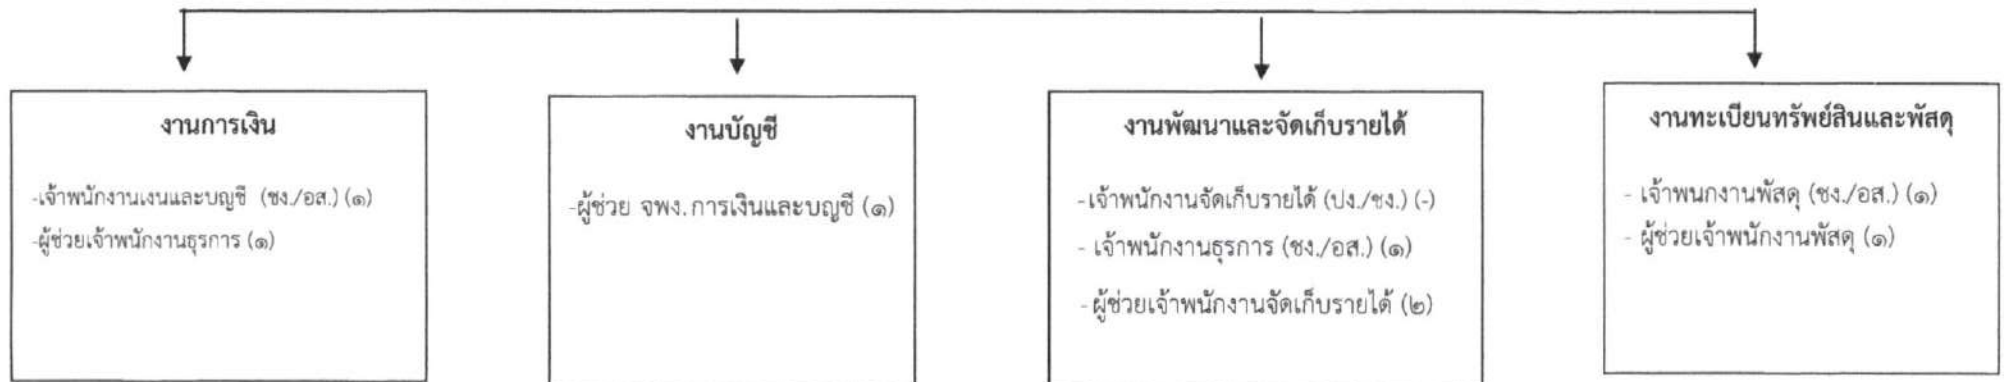 งานการเงิน
-เจ้าพนักงานเงนและบญชี (ชง./อส.) (๑)
-ผู้ช่วยเจ้าพนักงานธุรการ (๑)
งานบัญชี
-ผู้ช่วย จพง.การเงินและบญชี (๑)
งานพัฒนาและจัดเก็บรายได้
-เจ้าพนักงานจัดเก็บรายได้ (ปง./ชง.) (-)
- เจ้าพนักงานธุรการ (ชง./อส.) (๑)
- ผู้ช่วยเจ้าพนักงานจัดเก็บรายได้ (๒)
งานทะเบียนทรัพย์สินและพัสดุ
- เจ้าพนกงานพัสดุ (ชง./อส.) (๑)
- ผู้ช่วยเจ้าพนักงานพัสดุ (๑)